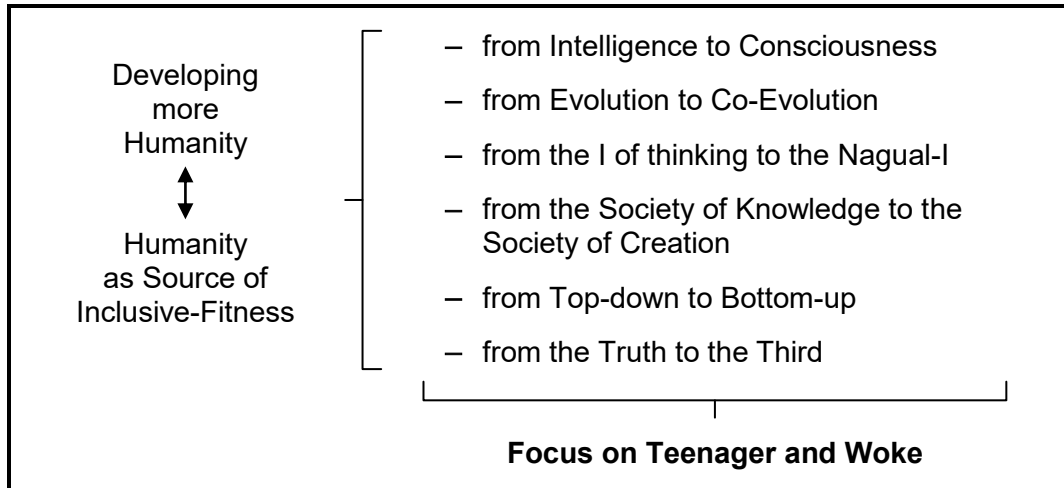 Developing
more
Humanity
Humanity
as Source of
Inclusive-Fitness
– from Intelligence to Consciousness
– from Evolution to Co-Evolution
– from the I of thinking to the Nagual-I
– from the Society of Knowledge to the
Society of Creation
– from Top-down to Bottom-up
– from the Truth to the Third
Focus on Teenager and Woke